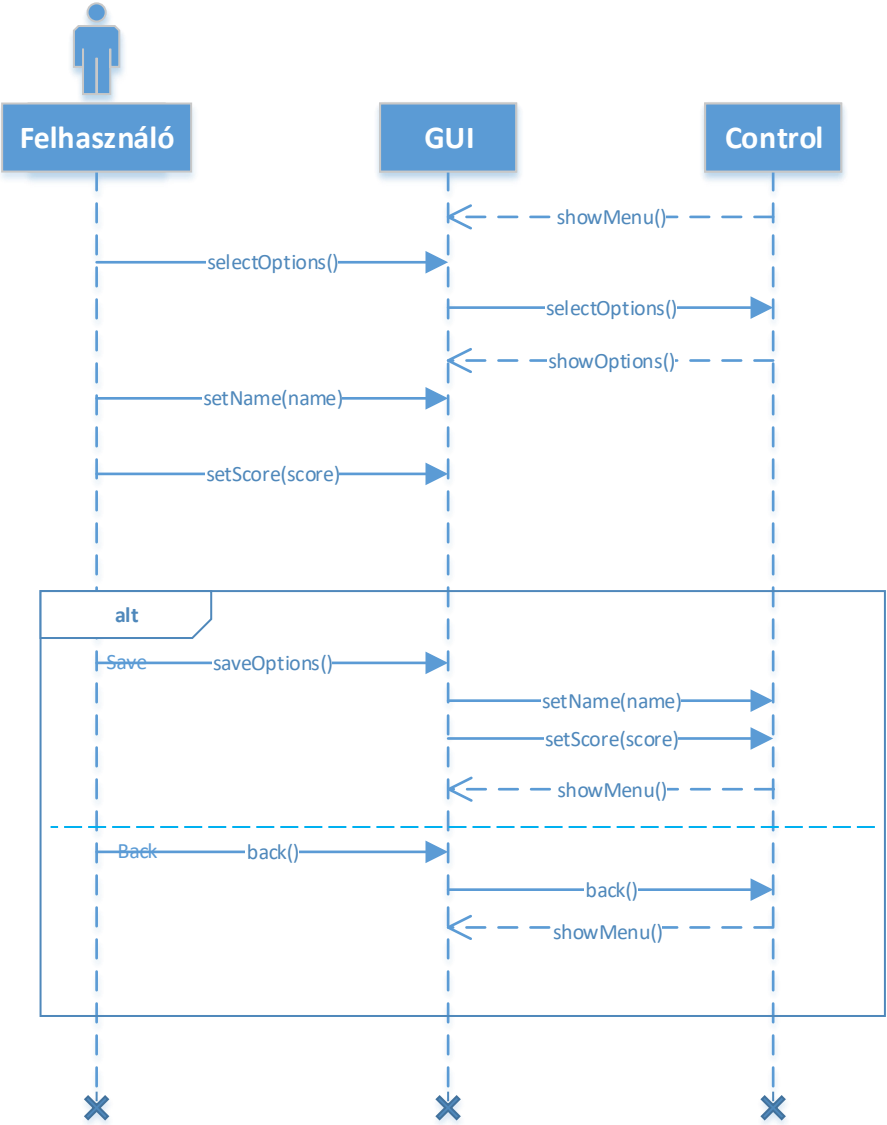 Felhasználó
GUI
Control
showMenu()
selectOptions()
selectOptions()
showOptions()
setName(name)
setScore(score)
alt
Save
saveOptions()
setName(name)
setScore(score)
showMenu()
Back
back()
back()
showMenu()